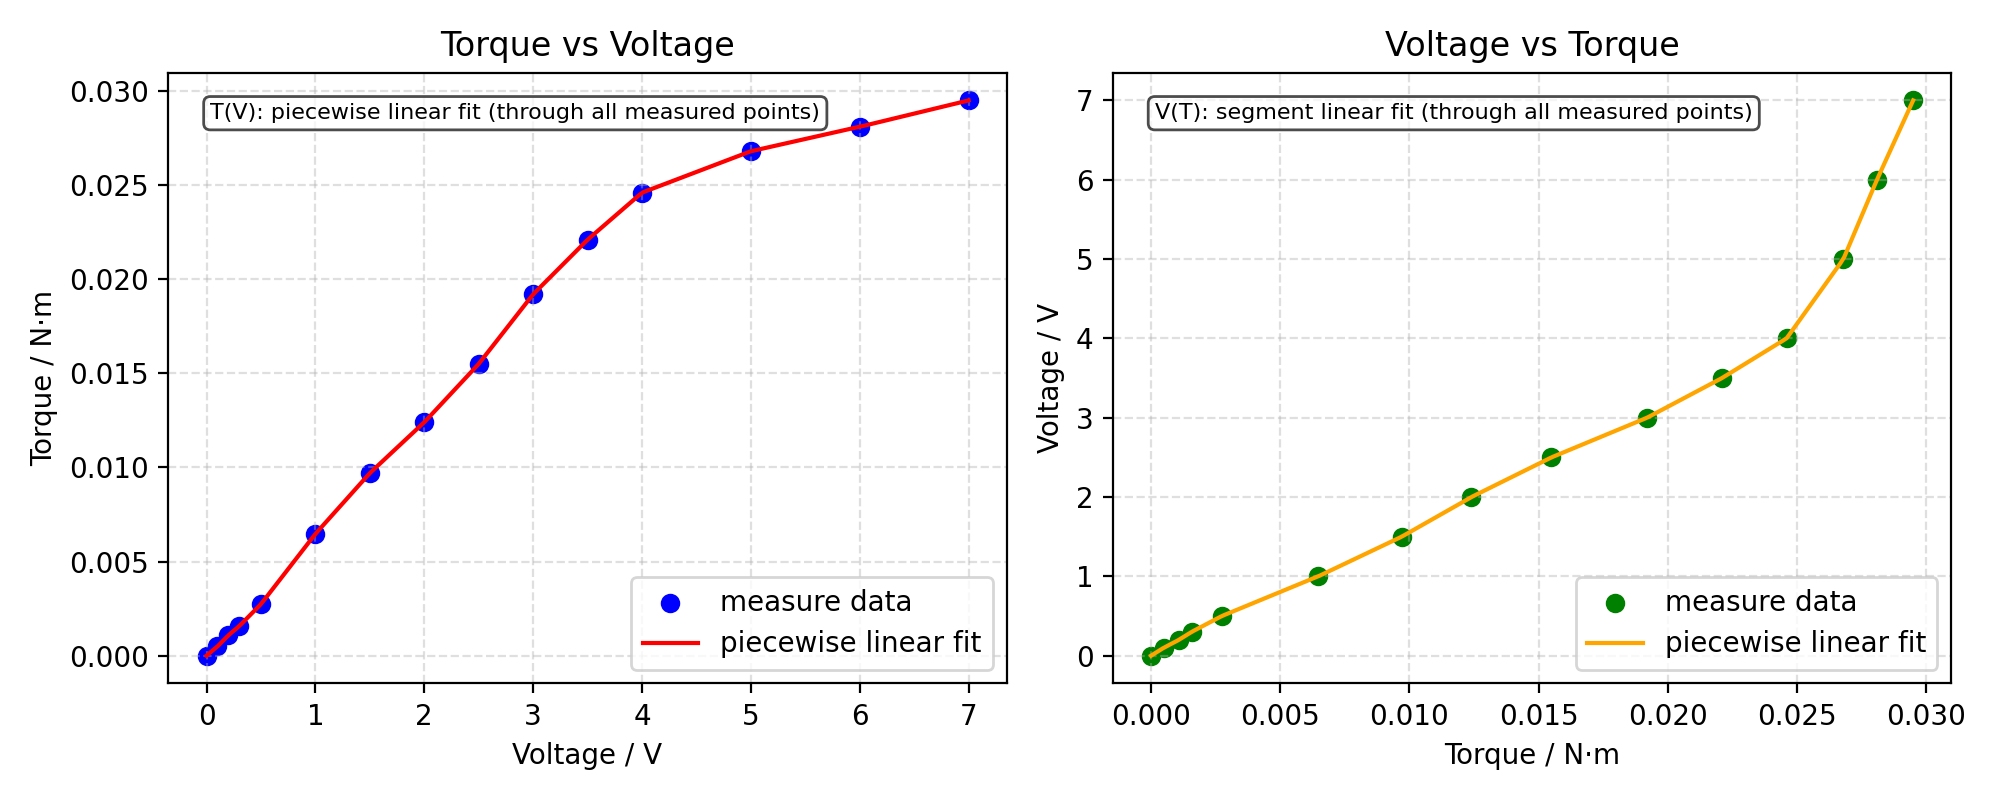 Torque vs Voltage
T(V): piecewise linear fit (through all measured points)
0.030
0.025
0.020
0.015
0.010
0.005
0.000
Torque / N·m
measure data
piecewise linear fit
0 1 2 3 4 5 6 7
Voltage / V
Voltage vs Torque
V(T): segment linear fit (through all measured points)
7
6
5
4
3
2
1
0
Voltage / V
measure data
piecewise linear fit
0.000 0.005 0.010 0.015 0.020 0.025 0.030
Torque / N·m